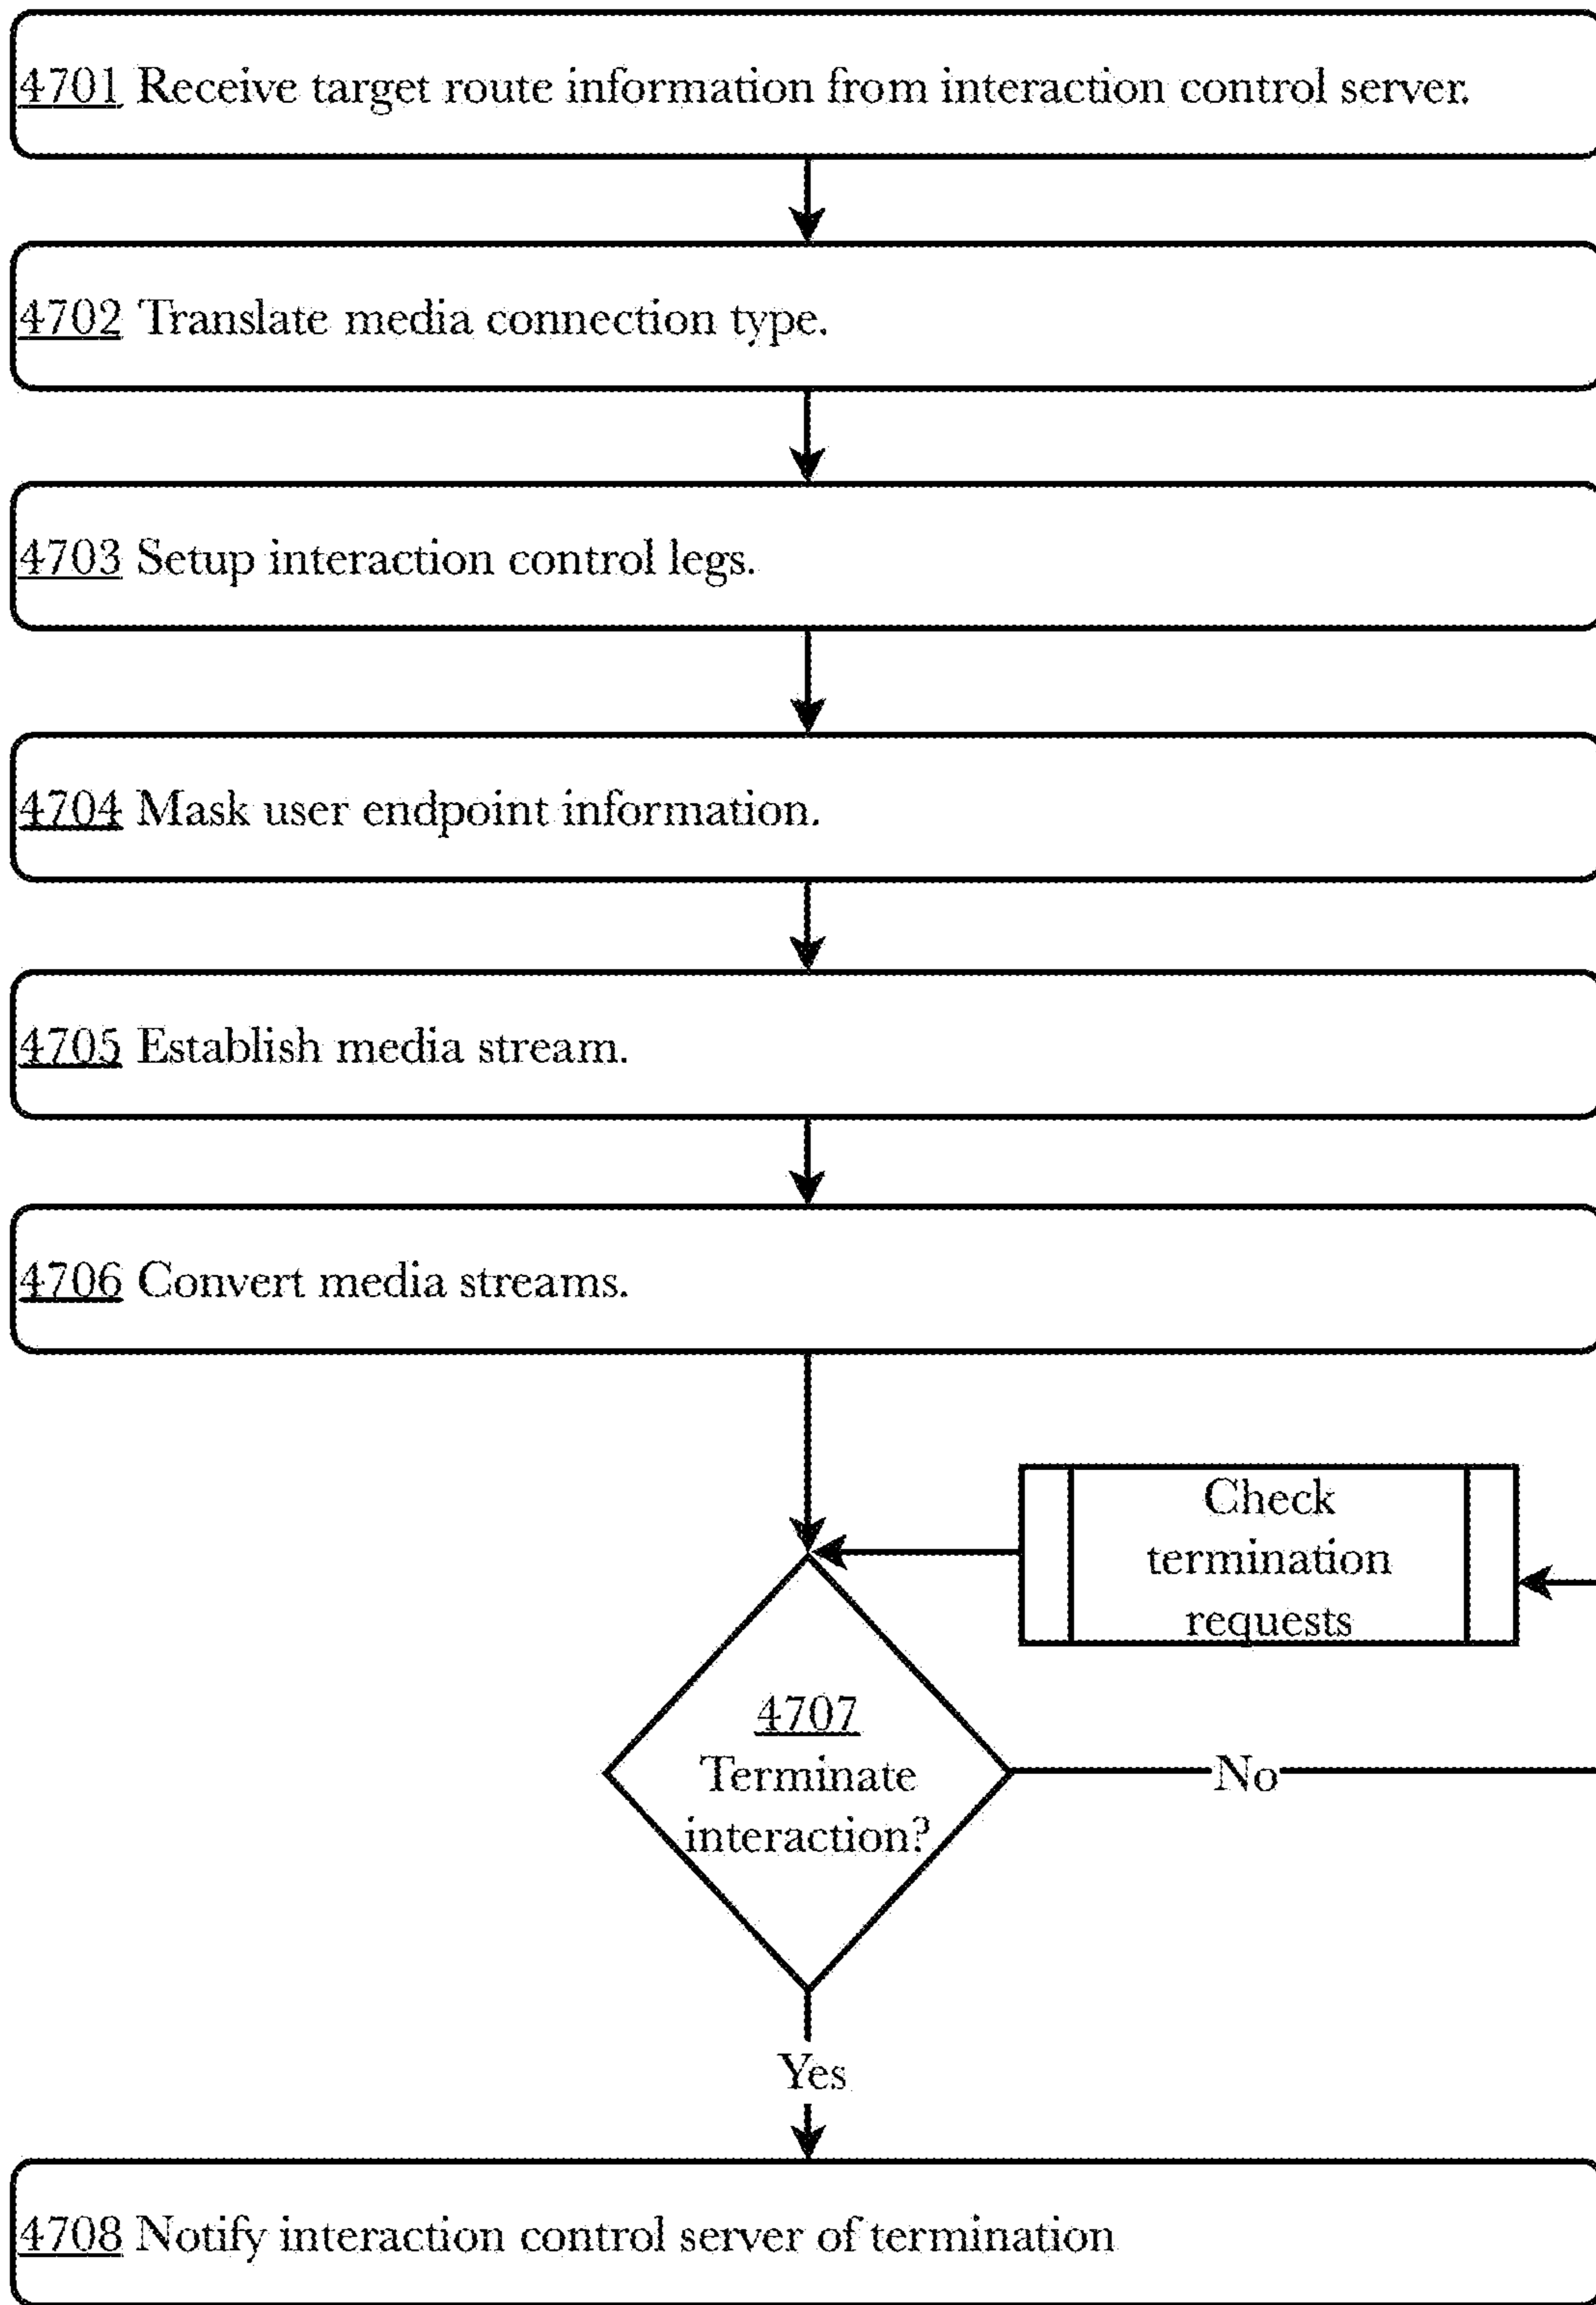 4701 Receive target route information from interaction control server.
4702 Translate media connection type.
4703 Setup interaction control legs.
4704 Mask user endpoint information.
4705 Establish media stream.
4706 Convert media streams.
Check
termination
requests
4707
Terminate
interaction?
No
Yes
4708 Notify interaction control server of termination